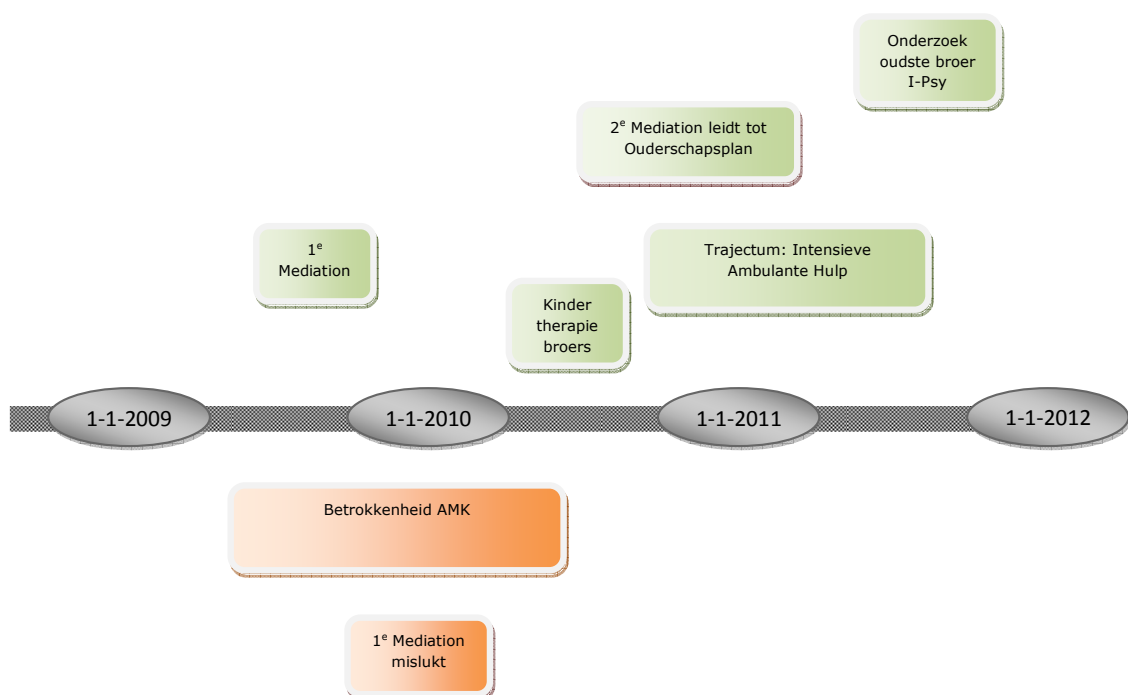 Onderzoek
oudste broer
I-Psy
2e Mediation leidt tot
Ouderschapsplan
1e
Mediation
Trajectum: Intensieve
Ambulante Hulp
Kinder
therapie
broers
1-1-2009
1-1-2010
1-1-2011
1-1-2012
Betrokkenheid AMK
1e Mediation
mislukt